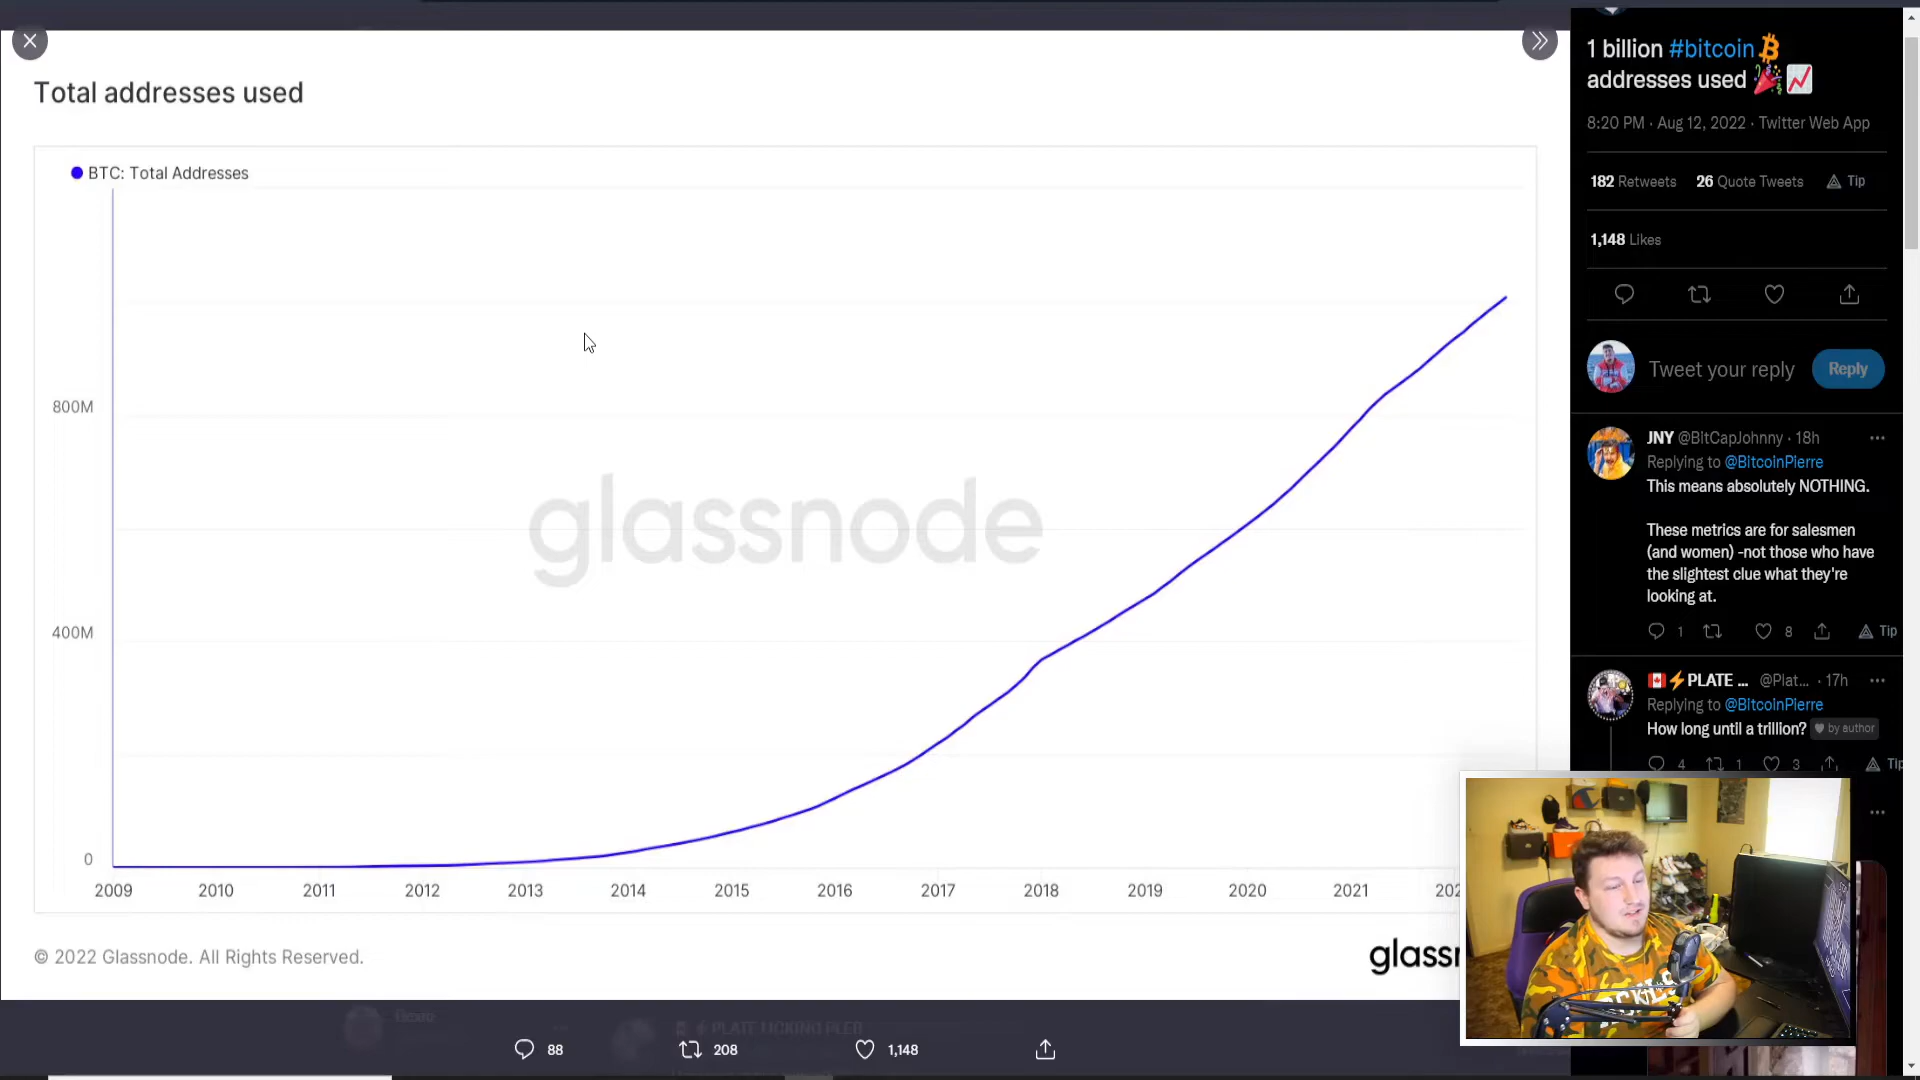 Total addresses used
BTC: Total Addresses
800M
400M
0
2009 2010 2011 2012 2013 2014 2015 2016 2017 2018 2019 2020 2021
glassnode
© 2022 Glassnode. All Rights Reserved.
88 208 1,148
1 billion #bitcoin
addresses used
8:20 PM · Aug 12, 2022 · Twitter Web App
182 Retweets 26 Quote Tweets Tip
1,148 Likes
Tweet your reply Reply
JNY @BitCapJohnny · 18h
Replying to @BitcoinPierre
This means absolutely NOTHING.
These metrics are for salesmen
(and women) -not those who have
the slightest clue what they're
looking at.
1 8 Tip
PLATE ... @Plat... · 17h
Replying to @BitcoinPierre
How long until a trillion? by author
4 1 3